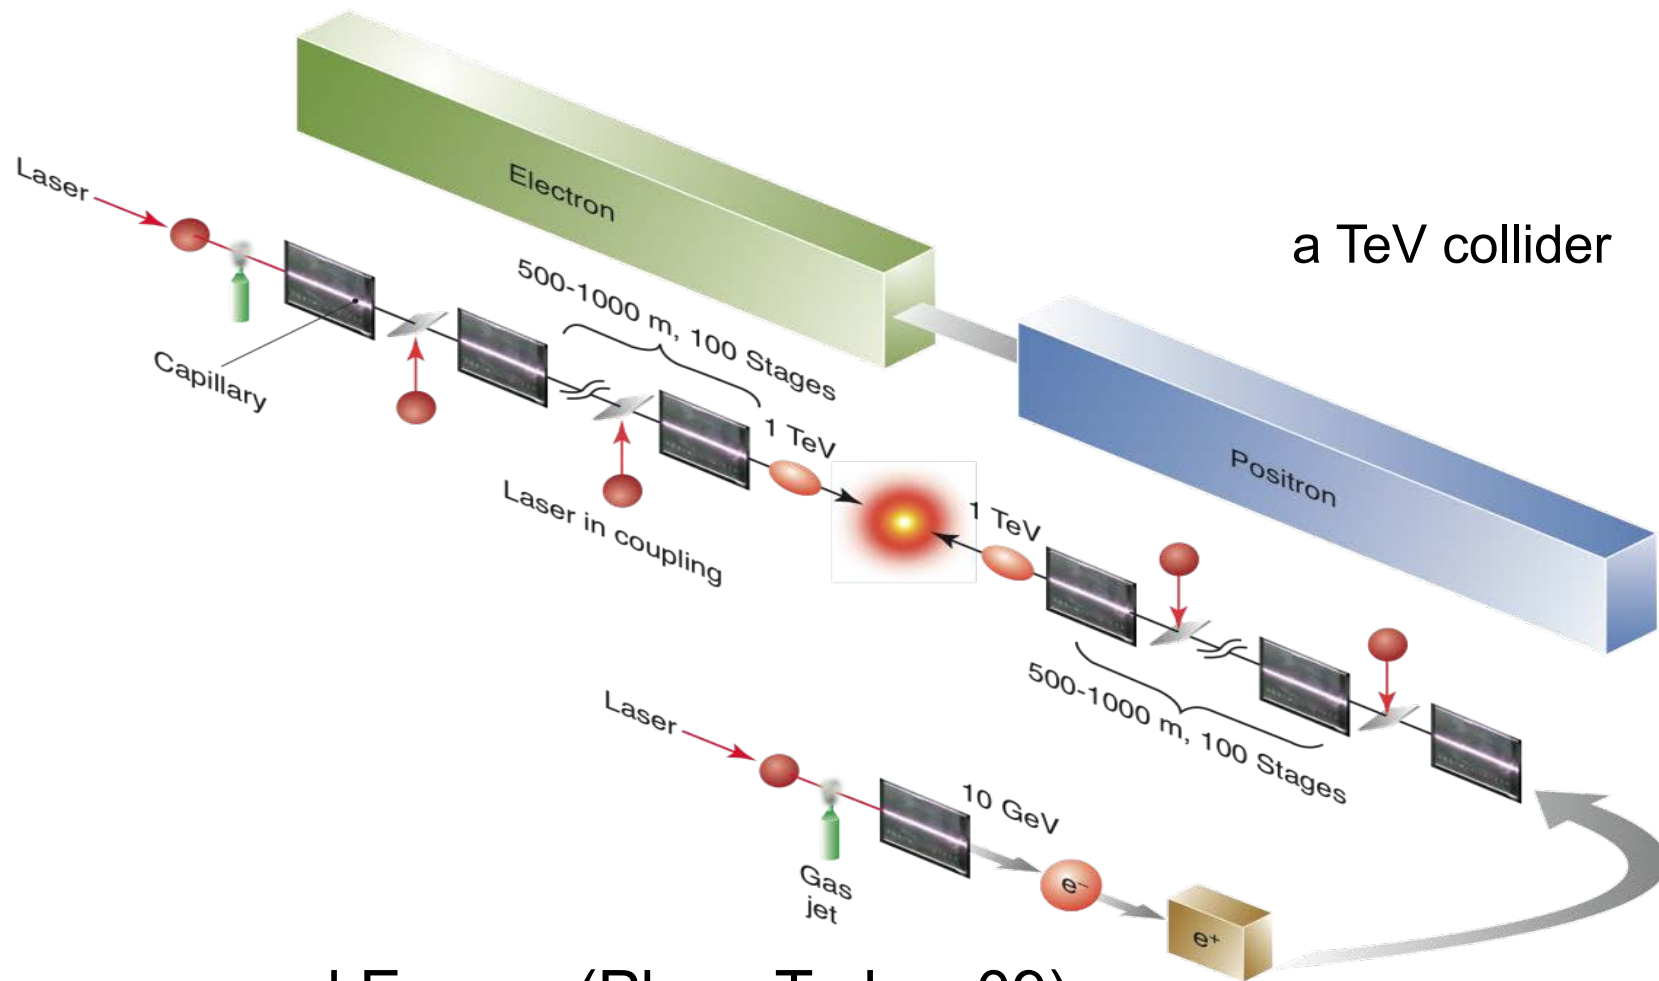 Electron
Laser
a TeV collider
500-1000 m, 100 Stages
Capillary
1 TeV
Positron
Laser in coupling
1 TeV
500-1000 m, 100 Stages
Laser
10 GeV
Gas
jet
e⁻
e⁺